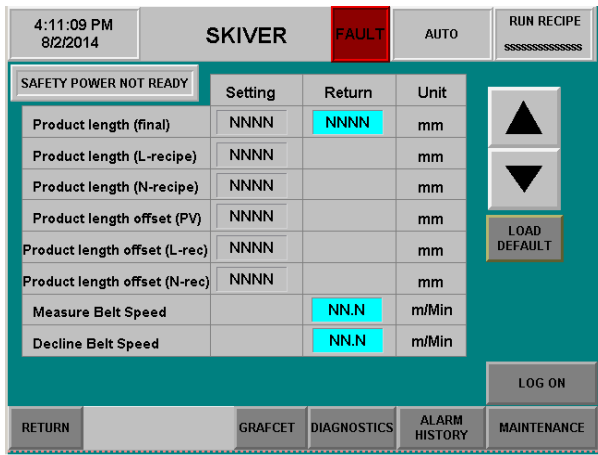 4:11:09 PM
8/2/2014
SKIVER
FAULT
AUTO
RUN RECIPE
ssssssssssssss
SAFETY POWER NOT READY
Setting Return Unit
Product length (final) NNNN NNNN mm
Product length (L-recipe) NNNN mm
Product length (N-recipe) NNNN mm
Product length offset (PV) NNNN mm
Product length offset (L-rec) NNNN mm
Product length offset (N-rec) NNNN mm
Measure Belt Speed NN.N m/Min
Decline Belt Speed NN.N m/Min
LOAD
DEFAULT
LOG ON
RETURN GRAFCET DIAGNOSTICS ALARM
HISTORY MAINTENANCE